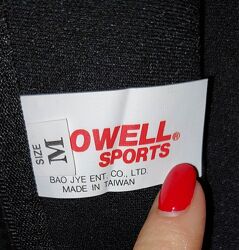 SIZE
M
OWELL®
SPORTS
BAO JYE ENT. CO., LTD.
MADE IN TAIWAN